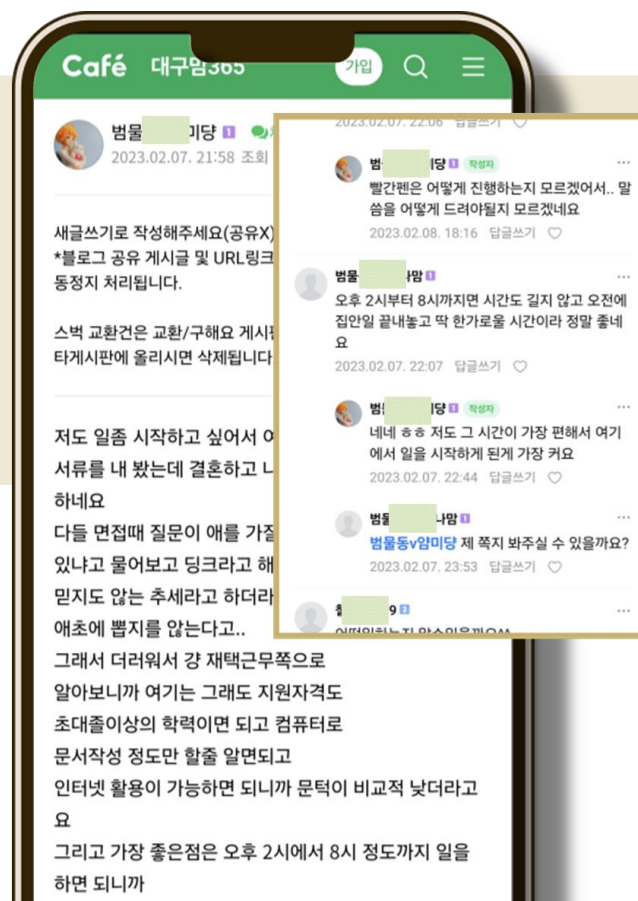 Café 대구맘365 가입
범물 미댱 1
2023.02.07. 21:58 조회
새글쓰기로 작성해주세요(공유X)
*블로그 공유 게시글 및 URL링크
동정지 처리됩니다.
스벅 교환건은 교환/구해요 게시판
타게시판에 올리시면 삭제됩니다
저도 일좀 시작하고 싶어서 여
서류를 내 봤는데 결혼하고 나
하네요
다들 면접때 질문이 애를 가질
있냐고 물어보고 딩크라고 해
믿지도 않는 추세라고 하더라
애초에 뽑지를 않는다고..
그래서 더러워서 걍 재택근무쪽으로
알아보니까 여기는 그래도 지원자격도
초대졸이상의 학력이면 되고 컴퓨터로
문서작성 정도만 할줄 알면되고
인터넷 활용이 가능하면 되니까 문턱이 비교적 낮더라고
요
그리고 가장 좋은점은 오후 2시에서 8시 정도까지 일을
하면 되니까
2023.02.07. 22:06 답글쓰기
범 댱 1 작성자
빨간펜은 어떻게 진행하는지 모르겠어서.. 말
씀을 어떻게 드려야될지 모르겠네요
2023.02.08. 18:16 답글쓰기
범물 맘 1
오후 2시부터 8시까지면 시간도 길지 않고 오전에
집안일 끝내놓고 딱 한가로울 시간이라 정말 좋네
요
2023.02.07. 22:07 답글쓰기
범 댱 1 작성자
네네 ㅎㅎ 저도 그 시간이 가장 편해서 여기
에서 일을 시작하게 된게 가장 커요
2023.02.07. 22:44 답글쓰기
범물 나맘 1
범물동v얌미댱 제 쪽지 봐주실 수 있을까요?
2023.02.07. 23:53 답글쓰기
9 3